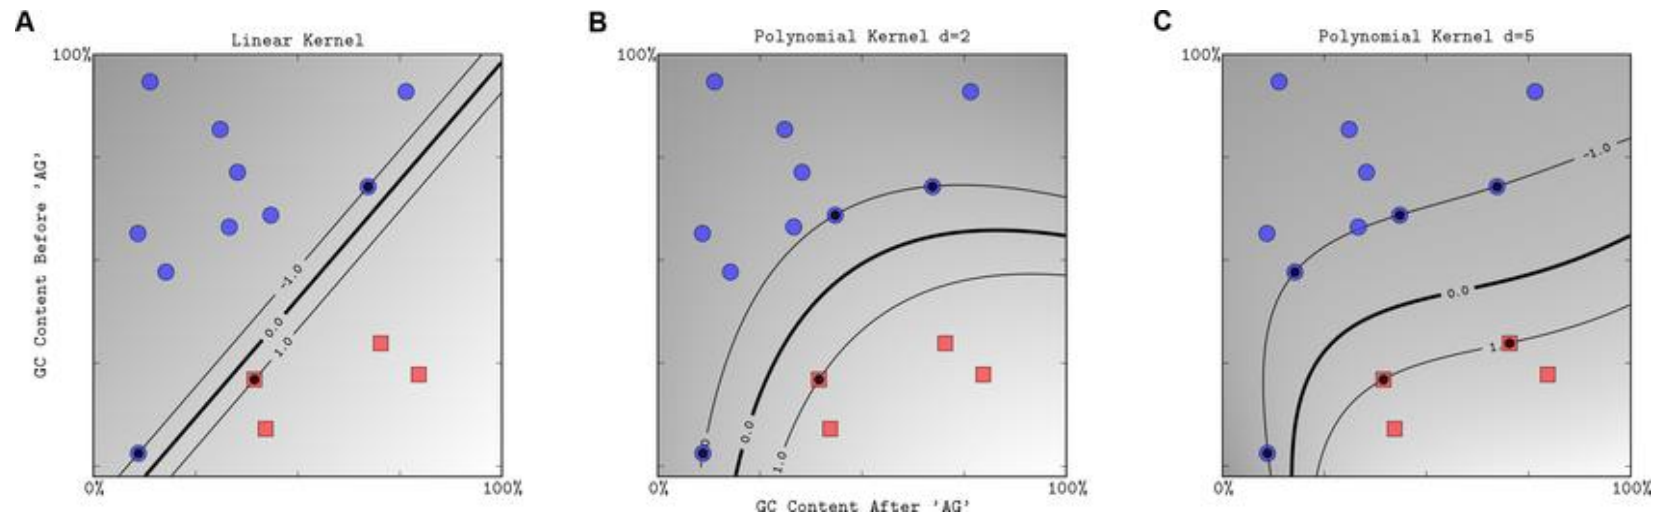 A
B
C
Linear Kernel
Polynomial Kernel d=2
Polynomial Kernel d=5
100%
100%
100%
GC Content Before 'AG'
-1.0
0.0
1.0
0.0
1.0
-1.0
0.0
1.
0%
100%
0%
100%
0%
100%
GC Content After 'AG'